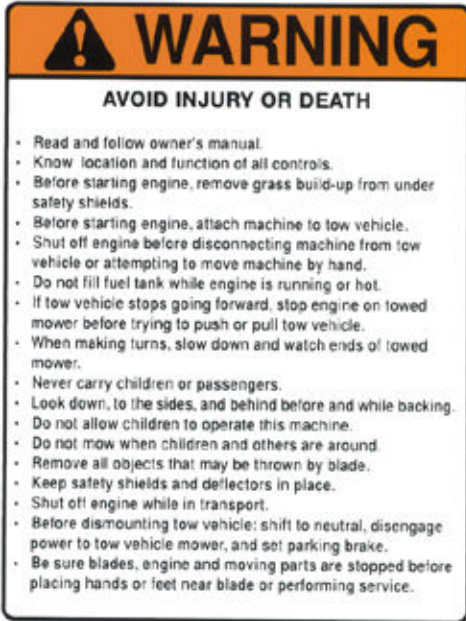 WARNING
AVOID INJURY OR DEATH
• Read and follow owner's manual.
• Know location and function of all controls.
• Before starting engine, remove grass build-up from under
safety shields.
• Before starting engine, attach machine to tow vehicle.
• Shut off engine before disconnecting machine from tow
vehicle or attempting to move machine by hand.
• Do not fill fuel tank while engine is running or hot.
• If tow vehicle stops going forward, stop engine on towed
mower before trying to push or pull tow vehicle.
• When making turns, slow down and watch ends of towed
mower.
• Never carry children or passengers.
• Look down, to the sides, and behind before and while backing.
• Do not allow children to operate this machine.
• Do not mow when children and others are around.
• Remove all objects that may be thrown by blade.
• Keep safety shields and deflectors in place.
• Shut off engine while in transport.
• Before dismounting tow vehicle: shift to neutral, disengage
power to tow vehicle mower, and set parking brake.
• Be sure blades, engine and moving parts are stopped before
placing hands or feet near blade or performing service.